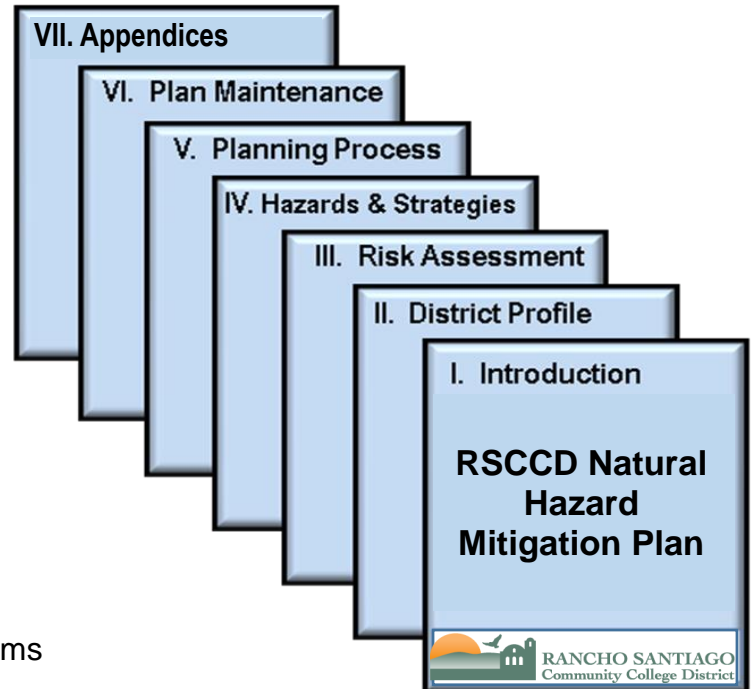 VII. Appendices
VI. Plan Maintenance
V. Planning Process
IV. Hazards & Strategies
III. Risk Assessment
II. District Profile
I. Introduction
RSCCD Natural
Hazard
Mitigation Plan
ms
RANCHO SANTIAGO
Community College District